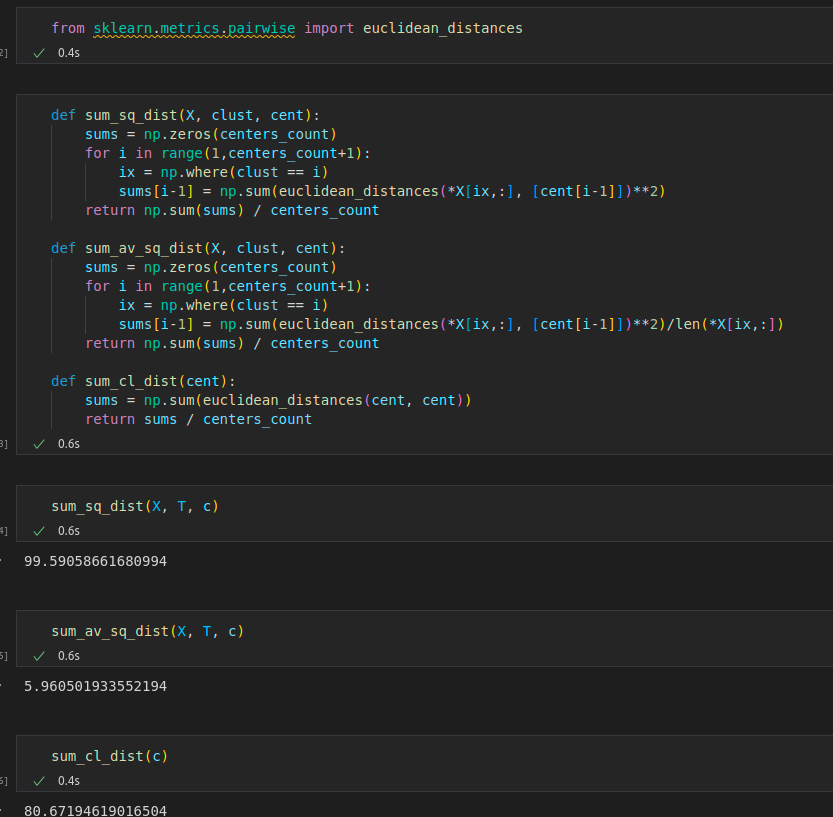 from sklearn.metrics.pairwise import euclidean_distances
2] ✓ 0.4s
def sum_sq_dist(X, clust, cent):
    sums = np.zeros(centers_count)
    for i in range(1,centers_count+1):
        ix = np.where(clust == i)
        sums[i-1] = np.sum(euclidean_distances(*X[ix,:], [cent[i-1]])**2)
    return np.sum(sums) / centers_count
def sum_av_sq_dist(X, clust, cent):
    sums = np.zeros(centers_count)
    for i in range(1,centers_count+1):
        ix = np.where(clust == i)
        sums[i-1] = np.sum(euclidean_distances(*X[ix,:], [cent[i-1]])**2)/len(*X[ix,:])
    return np.sum(sums) / centers_count
def sum_cl_dist(cent):
    sums = np.sum(euclidean_distances(cent, cent))
    return sums / centers_count
3] ✓ 0.6s
sum_sq_dist(X, T, c)
4] ✓ 0.6s
99.59058661680994
sum_av_sq_dist(X, T, c)
5] ✓ 0.6s
5.960501933552194
sum_cl_dist(c)
6] ✓ 0.4s
80.67194619016504